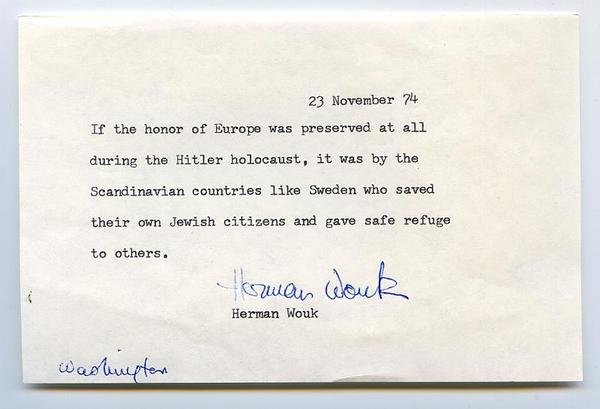 23 November 74
If the honor of Europe was preserved at all
during the Hitler holocaust, it was by the
Scandinavian countries like Sweden who saved
their own Jewish citizens and gave safe refuge
to others.
Herman Wouk
Herman Wouk
Washington